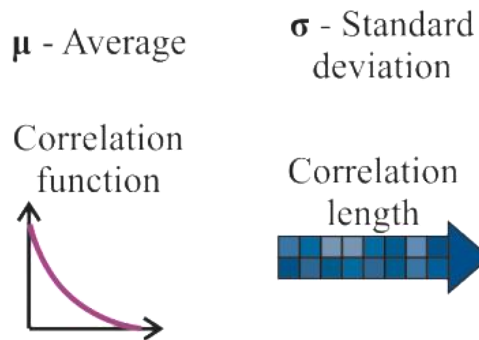 μ - Average
σ - Standard
deviation
Correlation
function
Correlation
length